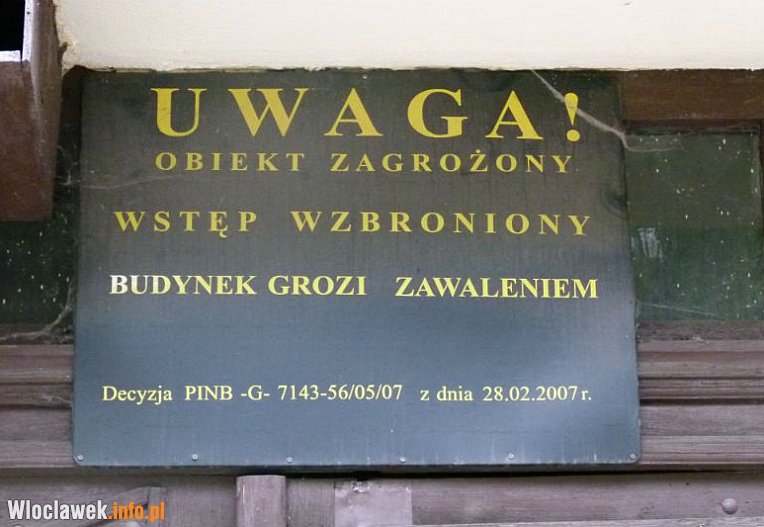 UWAGA!
OBIEKT ZAGROŻONY
WSTĘP WZBRONIONY
BUDYNEK GROZI ZAWALENIEM
Decyzja PINB -G- 7143-56/05/07 z dnia 28.02.2007 r.
Wloclawek.info.pl